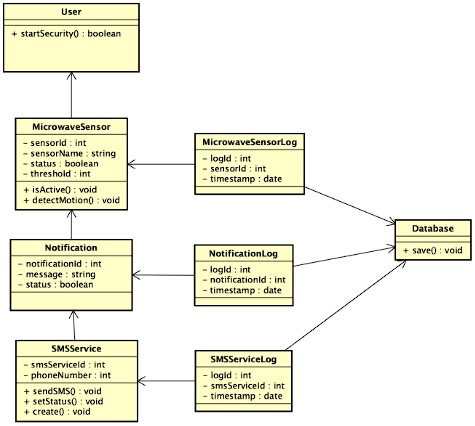 User
+ startSecurity() : boolean
MicrowaveSensor
- sensorId : int
- sensorName : string
- status : boolean
- threshold : int
+ isActive() : void
+ detectMotion() : void
MicrowaveSensorLog
- logId : int
- sensorId : int
- timestamp : date
Database
+ save() : void
Notification
- notificationId : int
- message : string
- status : boolean
NotificationLog
- logId : int
- notificationId : int
- timestamp : date
SMSService
- smsServiceId : int
- phoneNumber : int
+ sendSMS() : void
+ setStatus() : void
+ create() : void
SMSServiceLog
- logId : int
- smsServiceId : int
- timestamp : date